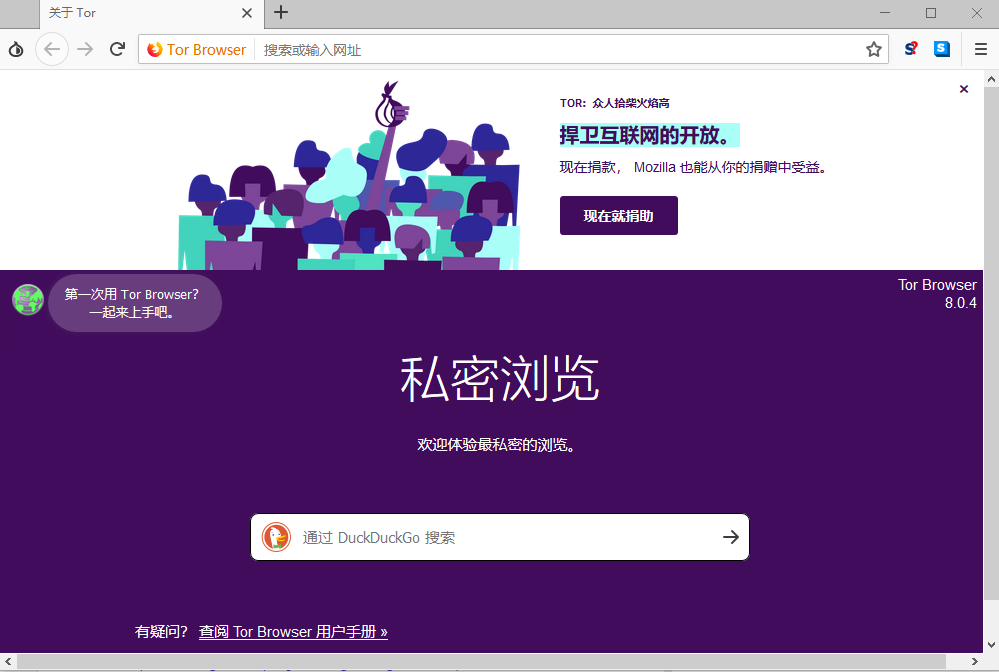 关于 Tor
Tor Browser
搜索或输入网址
TOR：众人拾柴火焰高
捍卫互联网的开放。
现在捐款， Mozilla 也能从你的捐赠中受益。
现在就捐助
第一次用 Tor Browser?
一起来上手吧。
Tor Browser
8.0.4
私密浏览
欢迎体验最私密的浏览。
通过 DuckDuckGo 搜索
有疑问？ 查阅 Tor Browser 用户手册 »